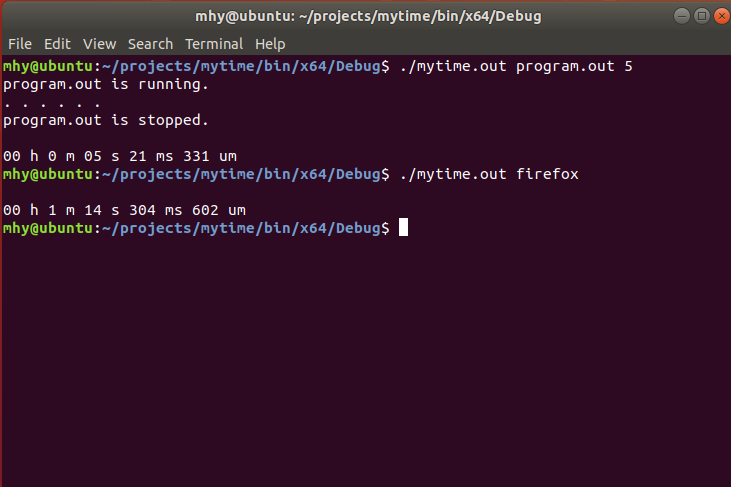 mhy@ubuntu: ~/projects/mytime/bin/x64/Debug
File Edit View Search Terminal Help
mhy@ubuntu:~/projects/mytime/bin/x64/Debug$ ./mytime.out program.out 5
program.out is running.
. . . . . .
program.out is stopped.
00 h 0 m 05 s 21 ms 331 um
mhy@ubuntu:~/projects/mytime/bin/x64/Debug$ ./mytime.out firefox
00 h 1 m 14 s 304 ms 602 um
mhy@ubuntu:~/projects/mytime/bin/x64/Debug$